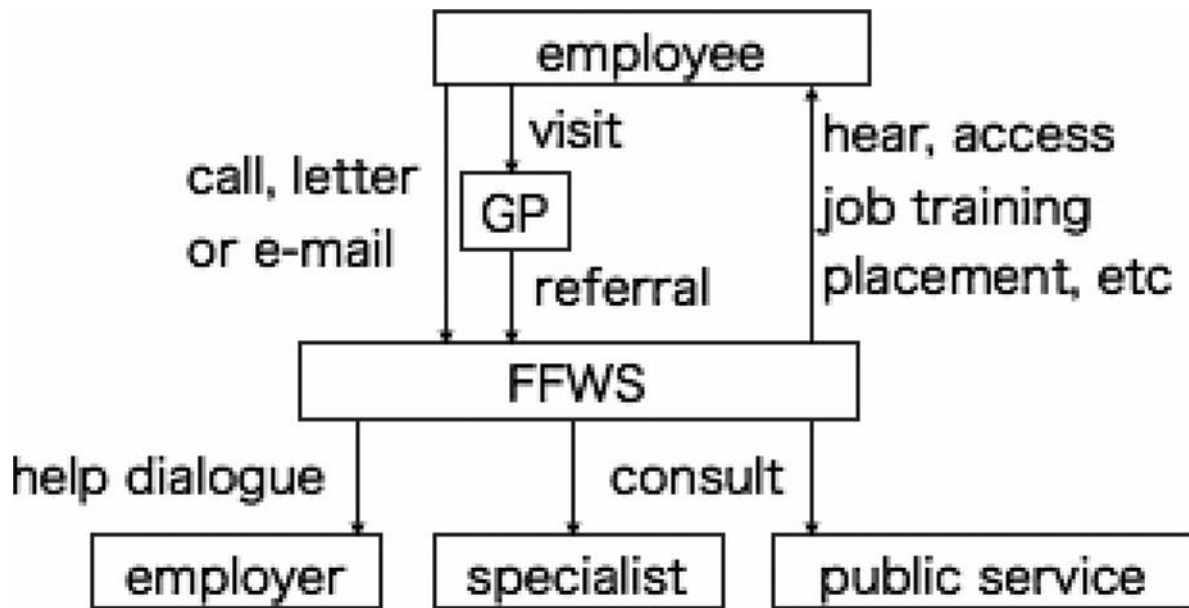 employee
visit
hear, access
call, letter
job training
GP
or e-mail
placement, etc
referral
FFWS
help dialogue
consult
employer
specialist
public service